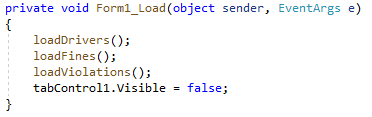 private void Form1_Load(object sender, EventArgs e)
{
loadDrivers();
loadFines();
loadViolations();
tabControl1.Visible = false;
}